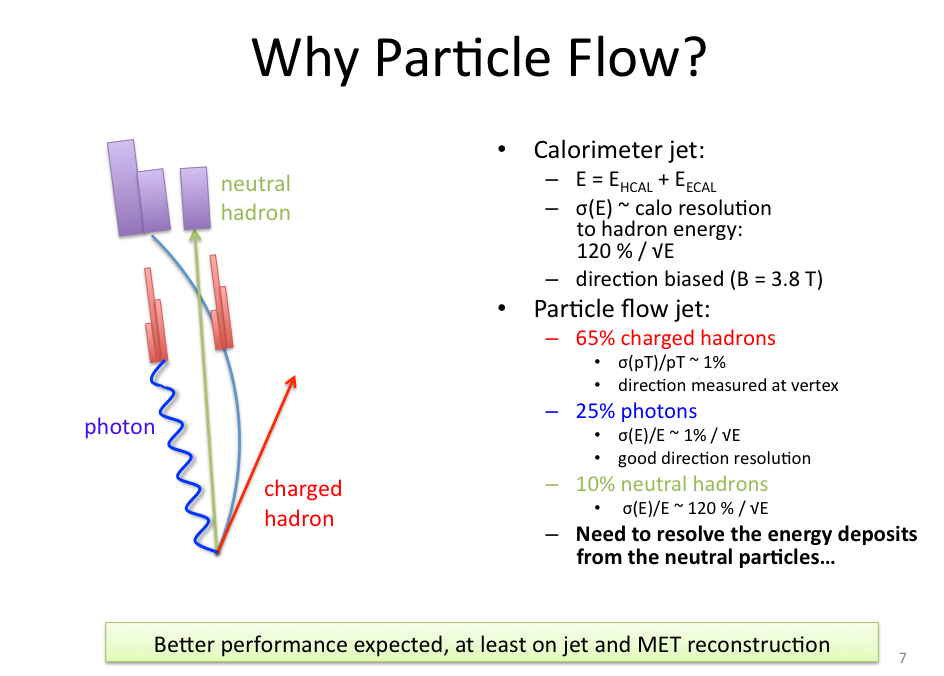 Why Particle Flow?
neutral
hadron
photon
charged
hadron
• Calorimeter jet:
– E = E_HCAL + E_ECAL
– σ(E) ~ calo resolution
to hadron energy:
120 % / √E
– direction biased (B = 3.8 T)
• Particle flow jet:
– 65% charged hadrons
• σ(pT)/pT ~ 1%
• direction measured at vertex
– 25% photons
• σ(E)/E ~ 1% / √E
• good direction resolution
– 10% neutral hadrons
• σ(E)/E ~ 120 % / √E
– Need to resolve the energy deposits
from the neutral particles…
Better performance expected, at least on jet and MET reconstruction
7